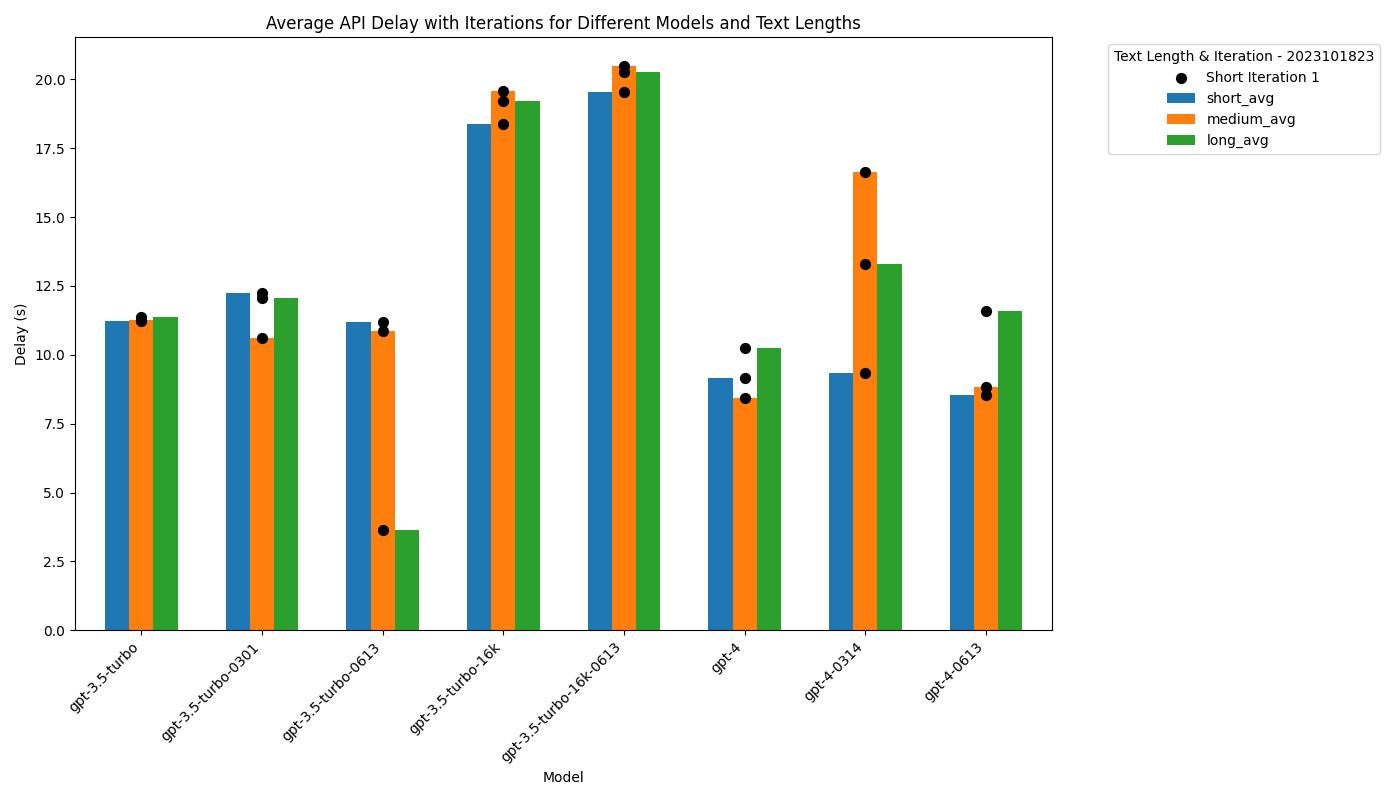 Average API Delay with Iterations for Different Models and Text Lengths
Text Length & Iteration - 2023101823
Short Iteration 1
short_avg
medium_avg
long_avg
Delay (s)
20.0
17.5
15.0
12.5
10.0
7.5
5.0
2.5
0.0
gpt-3.5-turbo
gpt-3.5-turbo-0301
gpt-3.5-turbo-0613
gpt-3.5-turbo-16k
gpt-3.5-turbo-16k-0613
gpt-4
gpt-4-0314
gpt-4-0613
Model